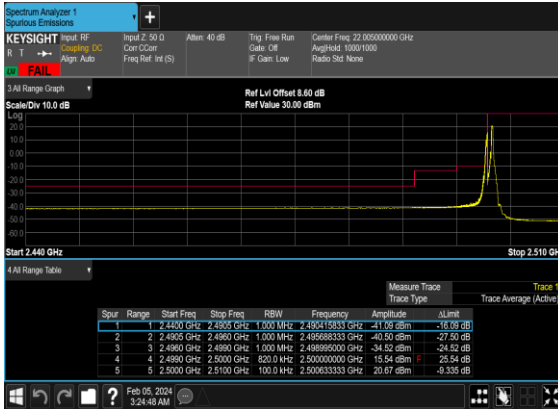 Spectrum Analyzer 1
Spurious Emissions
+
KEYSIGHT Input: RF Input Z: 50 Ω Atten: 40 dB Trig: Free Run Center Freq: 22.005000000 GHz
R T Coupling: DC Corr CCorr Gate: Off Avg|Hold: 1000/1000
Align: Auto Freq Ref: Int (S) IF Gain: Low Radio Std: None
FAIL
3 All Range Graph
Ref Lvl Offset 8.60 dB
Scale/Div 10.0 dB Ref Value 30.00 dBm
Log
20.0
10.0
0.00
-10.0
-20.0
-30.0
-40.0
-50.0
-60.0
Start 2.440 GHz Stop 2.510 GH
4 All Range Table
Measure Trace Trace 1
Trace Type Trace Average (Active)
Spur Range Start Freq Stop Freq RBW Frequency Amplitude ΔLimit
1 1 2.4400 GHz 2.4905 GHz 1.000 MHz 2.490415833 GHz -41.09 dBm -16.09 dB
2 2 2.4905 GHz 2.4960 GHz 1.000 MHz 2.495688333 GHz -40.50 dBm -27.50 dB
3 3 2.4960 GHz 2.4990 GHz 1.000 MHz 2.498995000 GHz -34.52 dBm -24.52 dB
4 4 2.4990 GHz 2.5000 GHz 820.0 kHz 2.500000000 GHz 15.54 dBm F 25.54 dB
5 5 2.5000 GHz 2.5100 GHz 100.0 kHz 2.500633333 GHz 20.67 dBm -9.335 dB
? Feb 05, 2024
3:24:48 AM